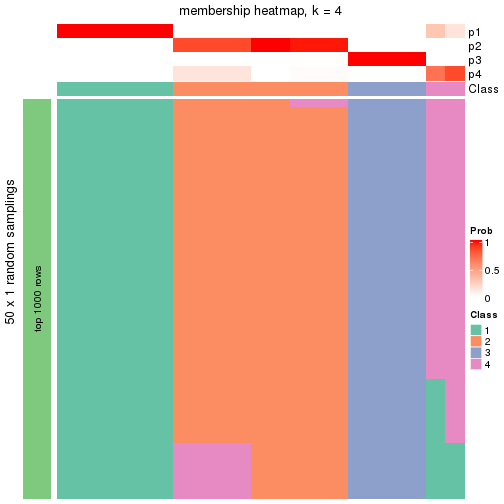 membership heatmap, k = 4
p1
p2
p3
p4
Class
50 x 1 random samplings
top 1000 rows
Prob
1
0.5
0
Class
1
2
3
4